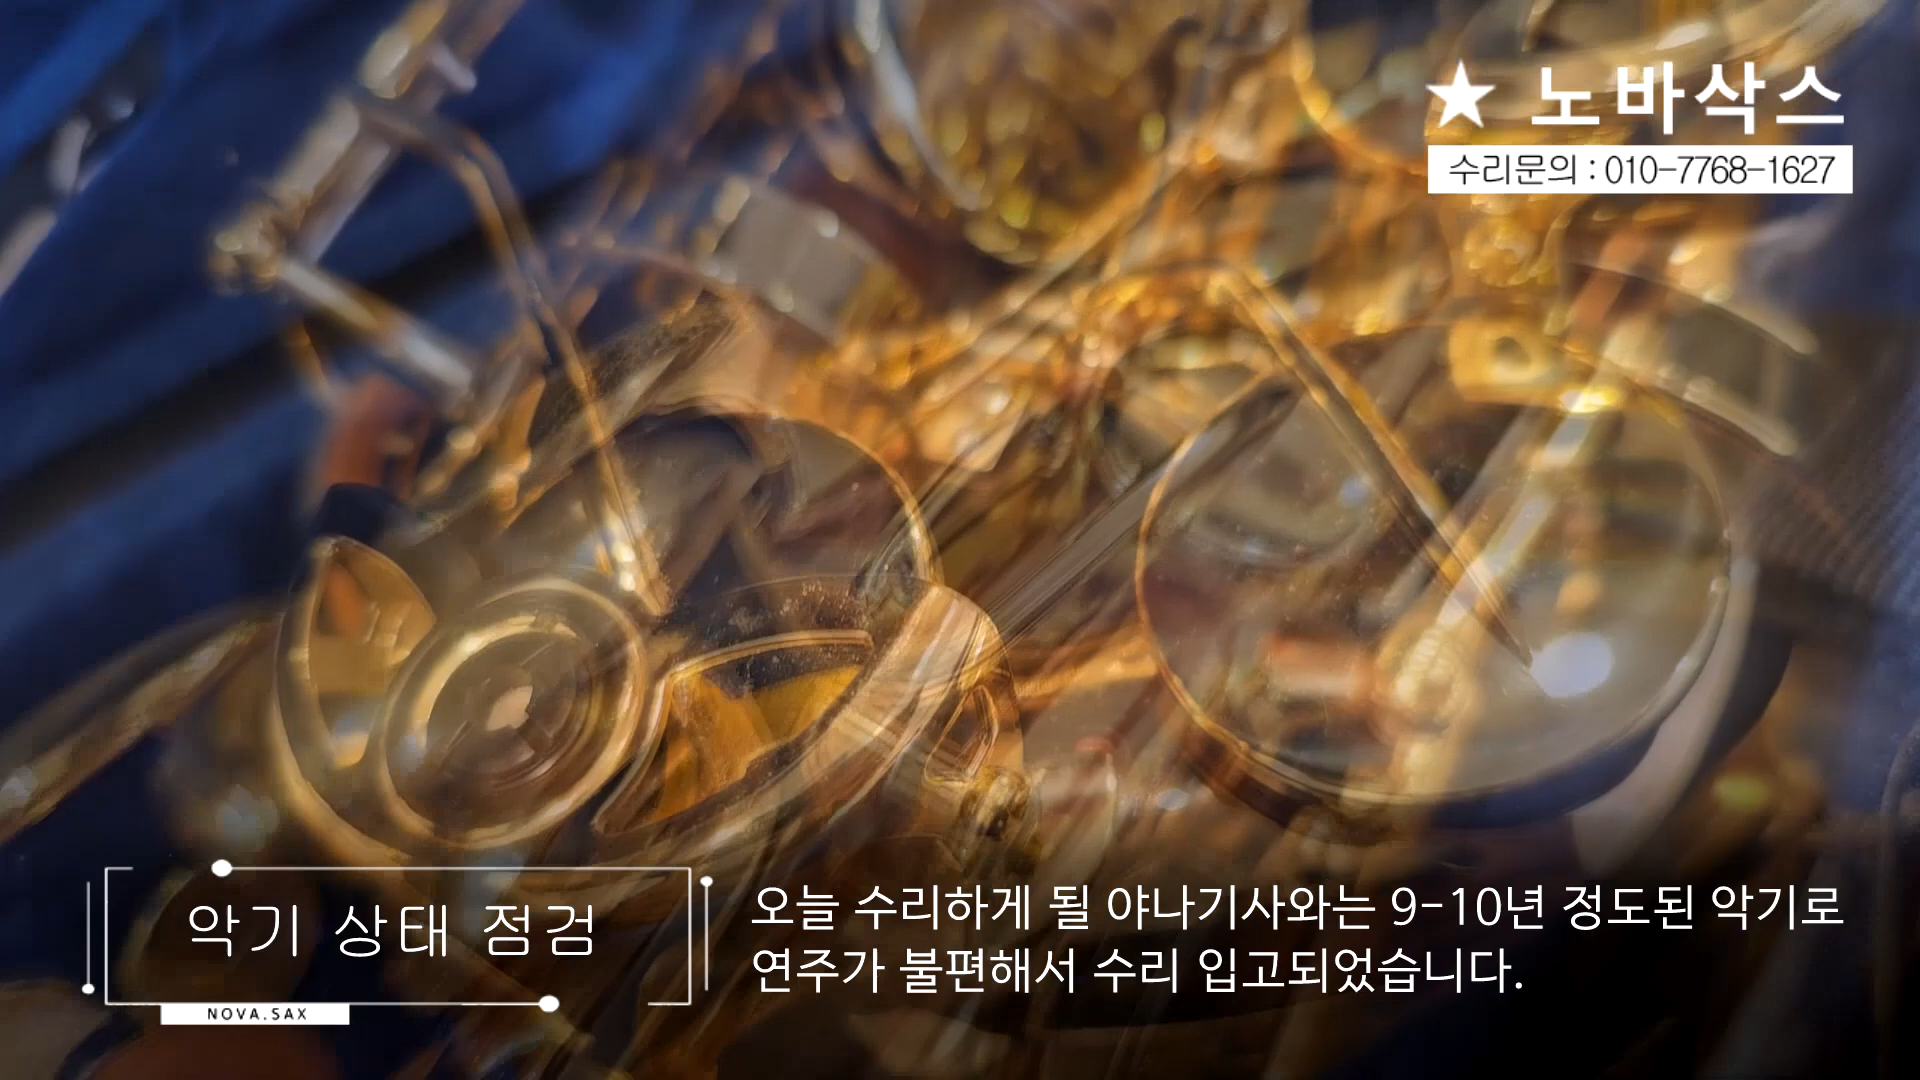 ★ 노바삭스
수리문의 : 010-7768-1627
악기 상태 점검
NOVA.SAX
오늘 수리하게 될 야나기사와는 9-10년 정도된 악기로
연주가 불편해서 수리 입고되었습니다.